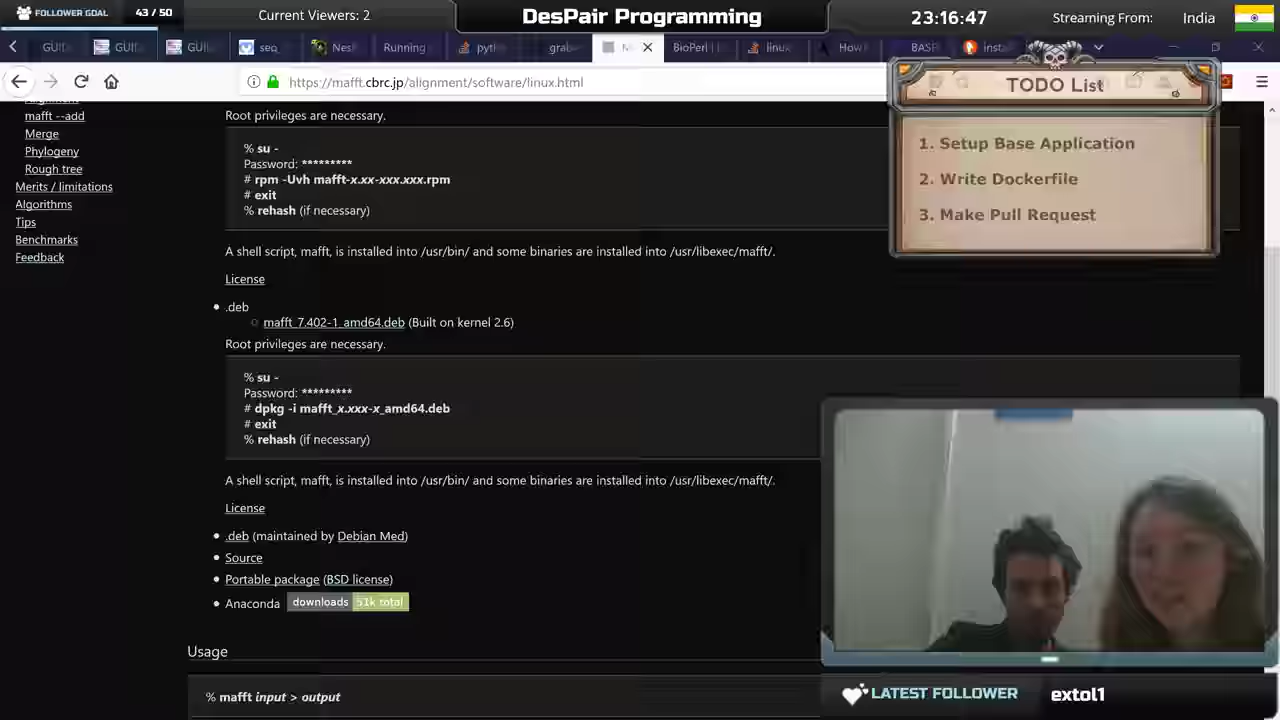 FOLLOWER GOAL 43 / 50
Current Viewers: 2
DesPair Programming
23:16:47
Streaming From: India
seq
Running
BioPerl
linux
TODO List
https://mafft.cbrc.jp/alignment/software/linux.html
1. Setup Base Application
2. Write Dockerfile
3. Make Pull Request
Alignment
mafft --add
Merge
Phylogeny
Rough tree
Merits / limitations
Algorithms
Tips
Benchmarks
Feedback
Root privileges are necessary.
% su -
Password: *********
# rpm -Uvh mafft-x.xx-xxx.xxx.rpm
# exit
% rehash (if necessary)
A shell script, mafft, is installed into /usr/bin/ and some binaries are installed into /usr/libexec/mafft/.
License
.deb
mafft_7.402-1_amd64.deb (Built on kernel 2.6)
Root privileges are necessary.
% su -
Password: *********
# dpkg -i mafft_x.xxx-x_amd64.deb
# exit
% rehash (if necessary)
A shell script, mafft, is installed into /usr/bin/ and some binaries are installed into /usr/libexec/mafft/.
License
.deb (maintained by Debian Med)
Source
Portable package (BSD license)
Anaconda downloads 51k total
Usage
% mafft input > output
LATEST FOLLOWER extol1